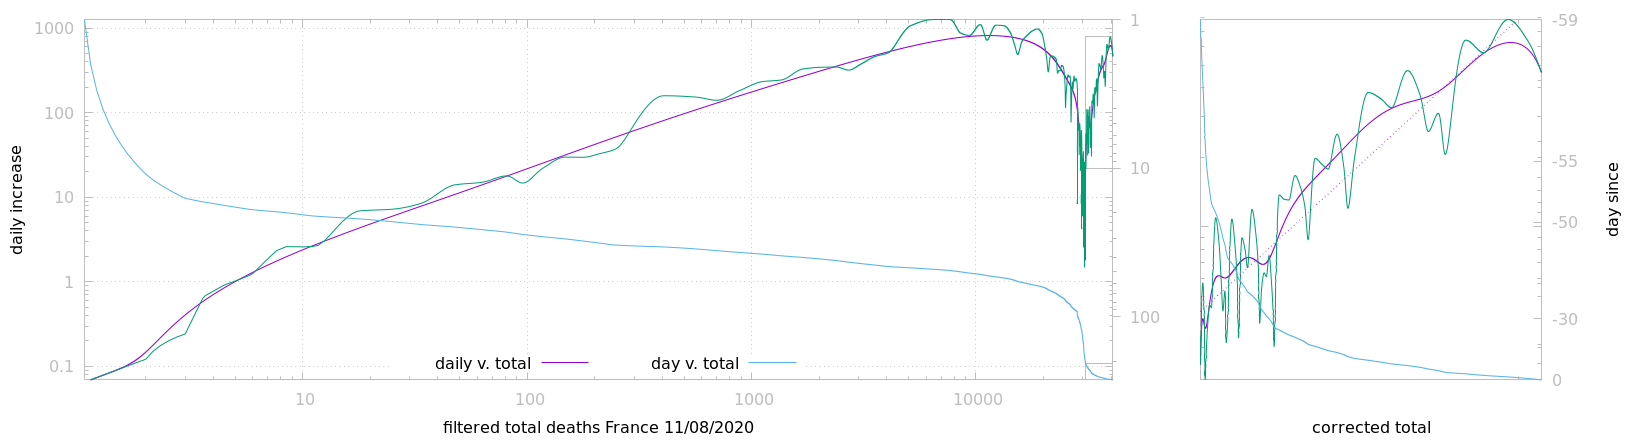 1000
100
10
1
0.1
daily increase
daily v. total
day v. total
10
100
1000
10000
filtered total deaths France 11/08/2020
1
10
100
-59
-55
-50
-30
0
day since
corrected total